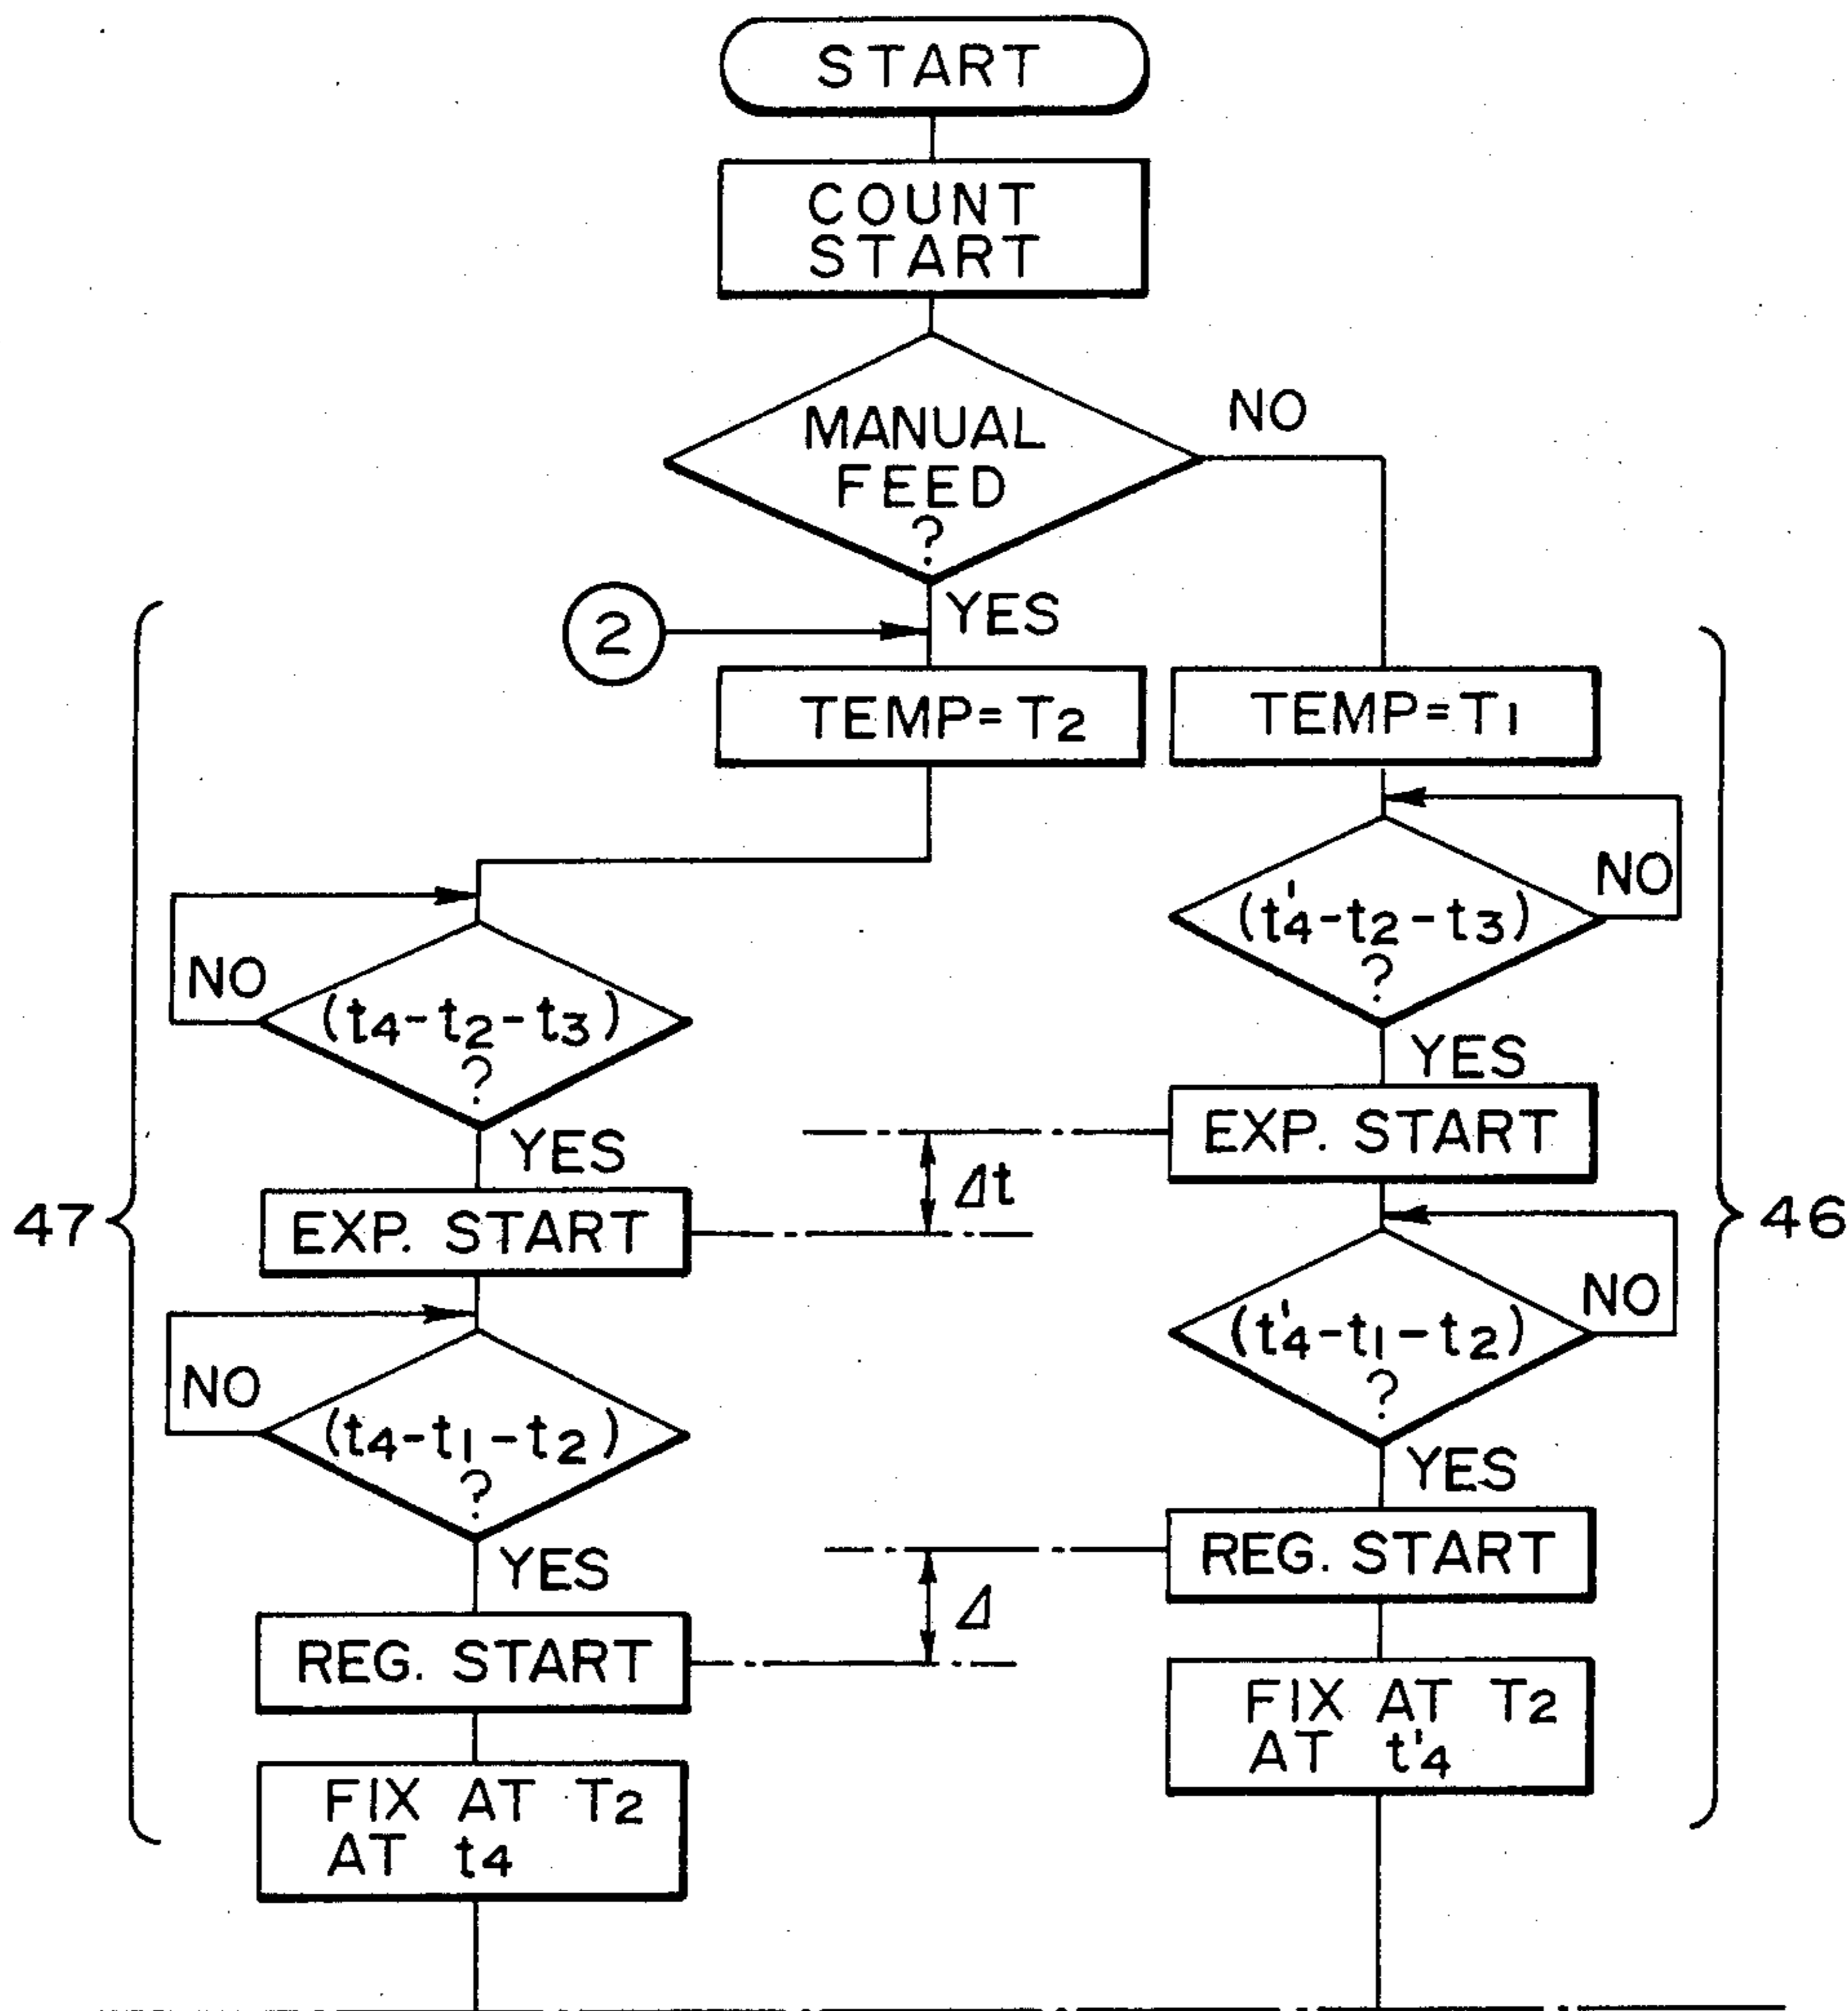 START
COUNT
START
MANUAL
FEED
?
NO
YES
2
TEMP=T2
TEMP=T1
NO
(t'4-t2-t3)
?
YES
NO
(t4-t2-t3)
?
YES
EXP. START
Δt
EXP. START
47
46
NO
(t'4-t1-t2)
?
YES
NO
(t4-t1-t2)
?
YES
REG. START
Δ
REG. START
FIX AT T2
AT t'4
FIX AT T2
AT t4